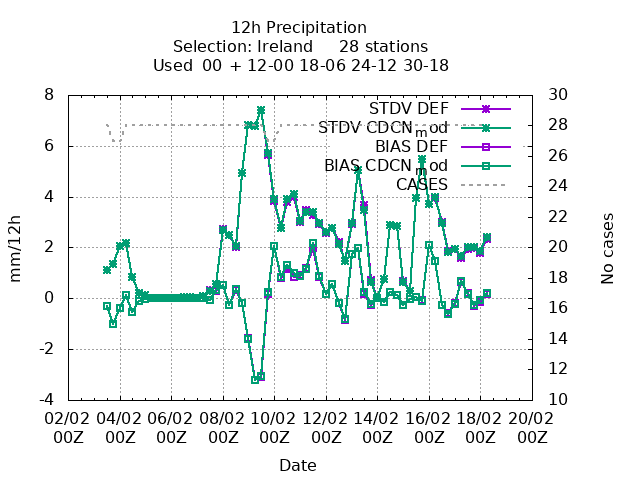 12h Precipitation
Selection: Ireland     28 stations
Used  00 + 12-00 18-06 24-12 30-18
STDV DEF
STDV CDCN_mod
BIAS DEF
BIAS CDCN_mod
CASES
mm/12h
8
6
4
2
0
-2
-4
No cases
30
28
26
24
22
20
18
16
14
12
10
02/02 04/02 06/02 08/02 10/02 12/02 14/02 16/02 18/02 20/02
00Z 00Z 00Z 00Z 00Z 00Z 00Z 00Z 00Z 00Z
Date